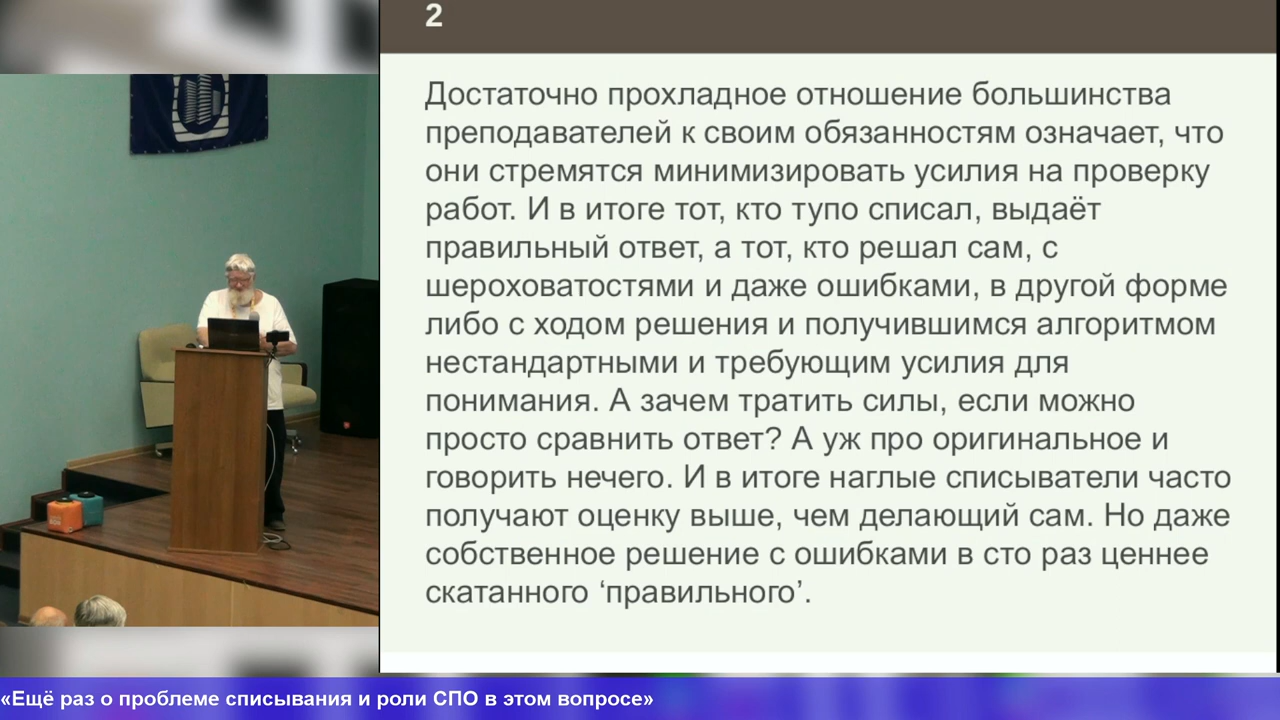 2
Достаточно прохладное отношение большинства
преподавателей к своим обязанностям означает, что
они стремятся минимизировать усилия на проверку
работ. И в итоге тот, кто тупо списал, выдаёт
правильный ответ, а тот, кто решал сам, с
шероховатостями и даже ошибками, в другой форме
либо с ходом решения и получившимся алгоритмом
нестандартными и требующим усилия для
понимания. А зачем тратить силы, если можно
просто сравнить ответ? А уж про оригинальное и
говорить нечего. И в итоге наглые списыватели часто
получают оценку выше, чем делающий сам. Но даже
собственное решение с ошибками в сто раз ценнее
скатанного ‘правильного’.
«Ещё раз о проблеме списывания и роли СПО в этом вопросе»